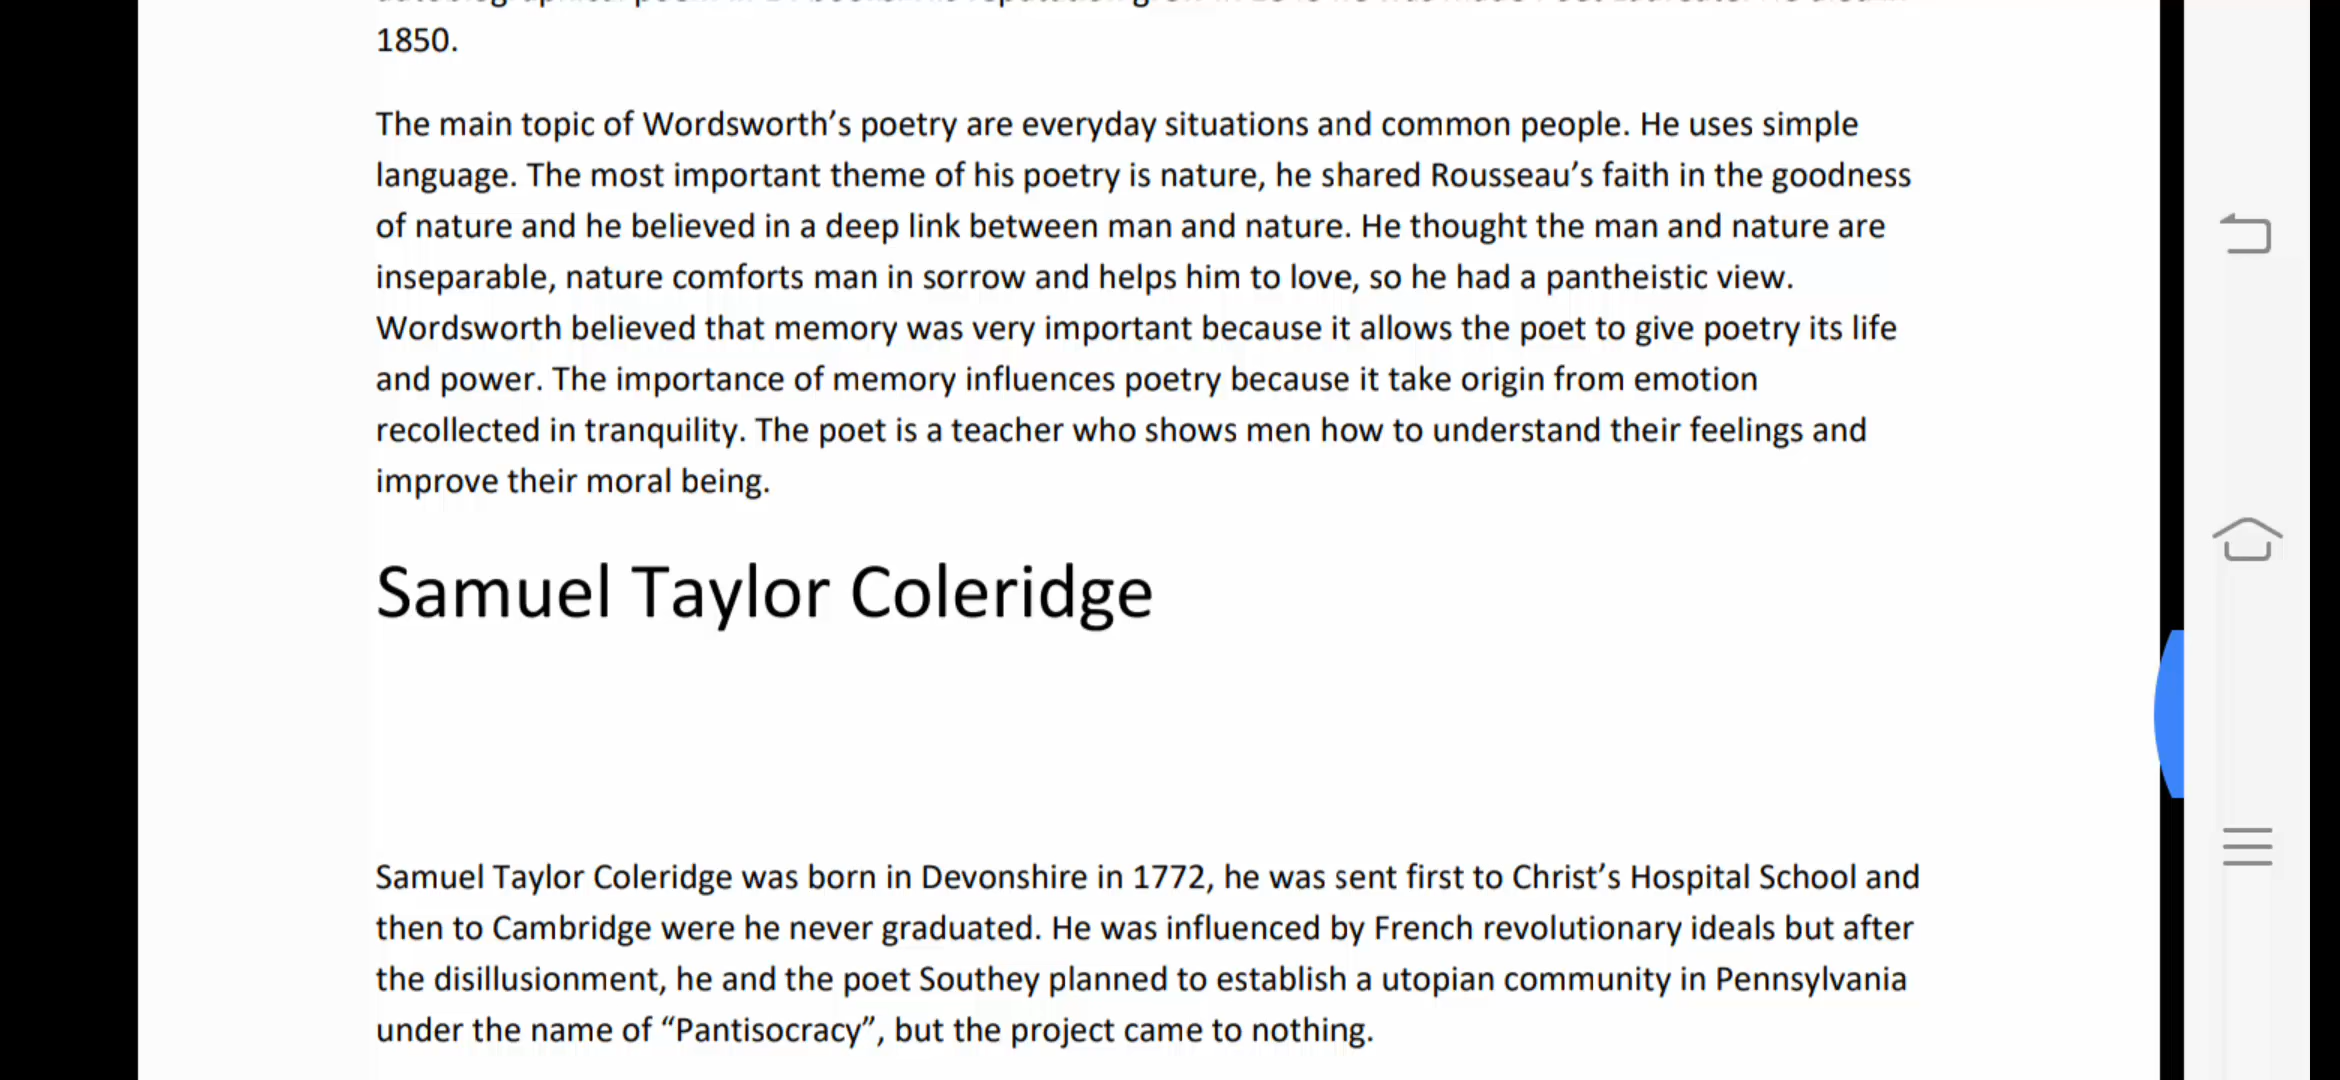 1850.
The main topic of Wordsworth’s poetry are everyday situations and common people. He uses simple
language. The most important theme of his poetry is nature, he shared Rousseau’s faith in the goodness
of nature and he believed in a deep link between man and nature. He thought the man and nature are
inseparable, nature comforts man in sorrow and helps him to love, so he had a pantheistic view.
Wordsworth believed that memory was very important because it allows the poet to give poetry its life
and power. The importance of memory influences poetry because it take origin from emotion
recollected in tranquility. The poet is a teacher who shows men how to understand their feelings and
improve their moral being.
Samuel Taylor Coleridge
Samuel Taylor Coleridge was born in Devonshire in 1772, he was sent first to Christ’s Hospital School and
then to Cambridge were he never graduated. He was influenced by French revolutionary ideals but after
the disillusionment, he and the poet Southey planned to establish a utopian community in Pennsylvania
under the name of “Pantisocracy”, but the project came to nothing.